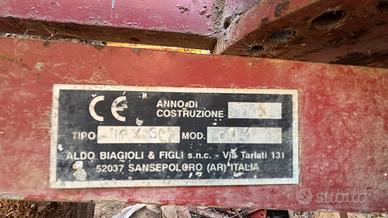 CE ANNO DI COSTRUZIONE
TIPO MOD.
ALDO BIAGIOLI & FIGLI s.n.c. - Via Tarlati 131
52037 SANSEPOLCRO (AR) ITALIA
subito